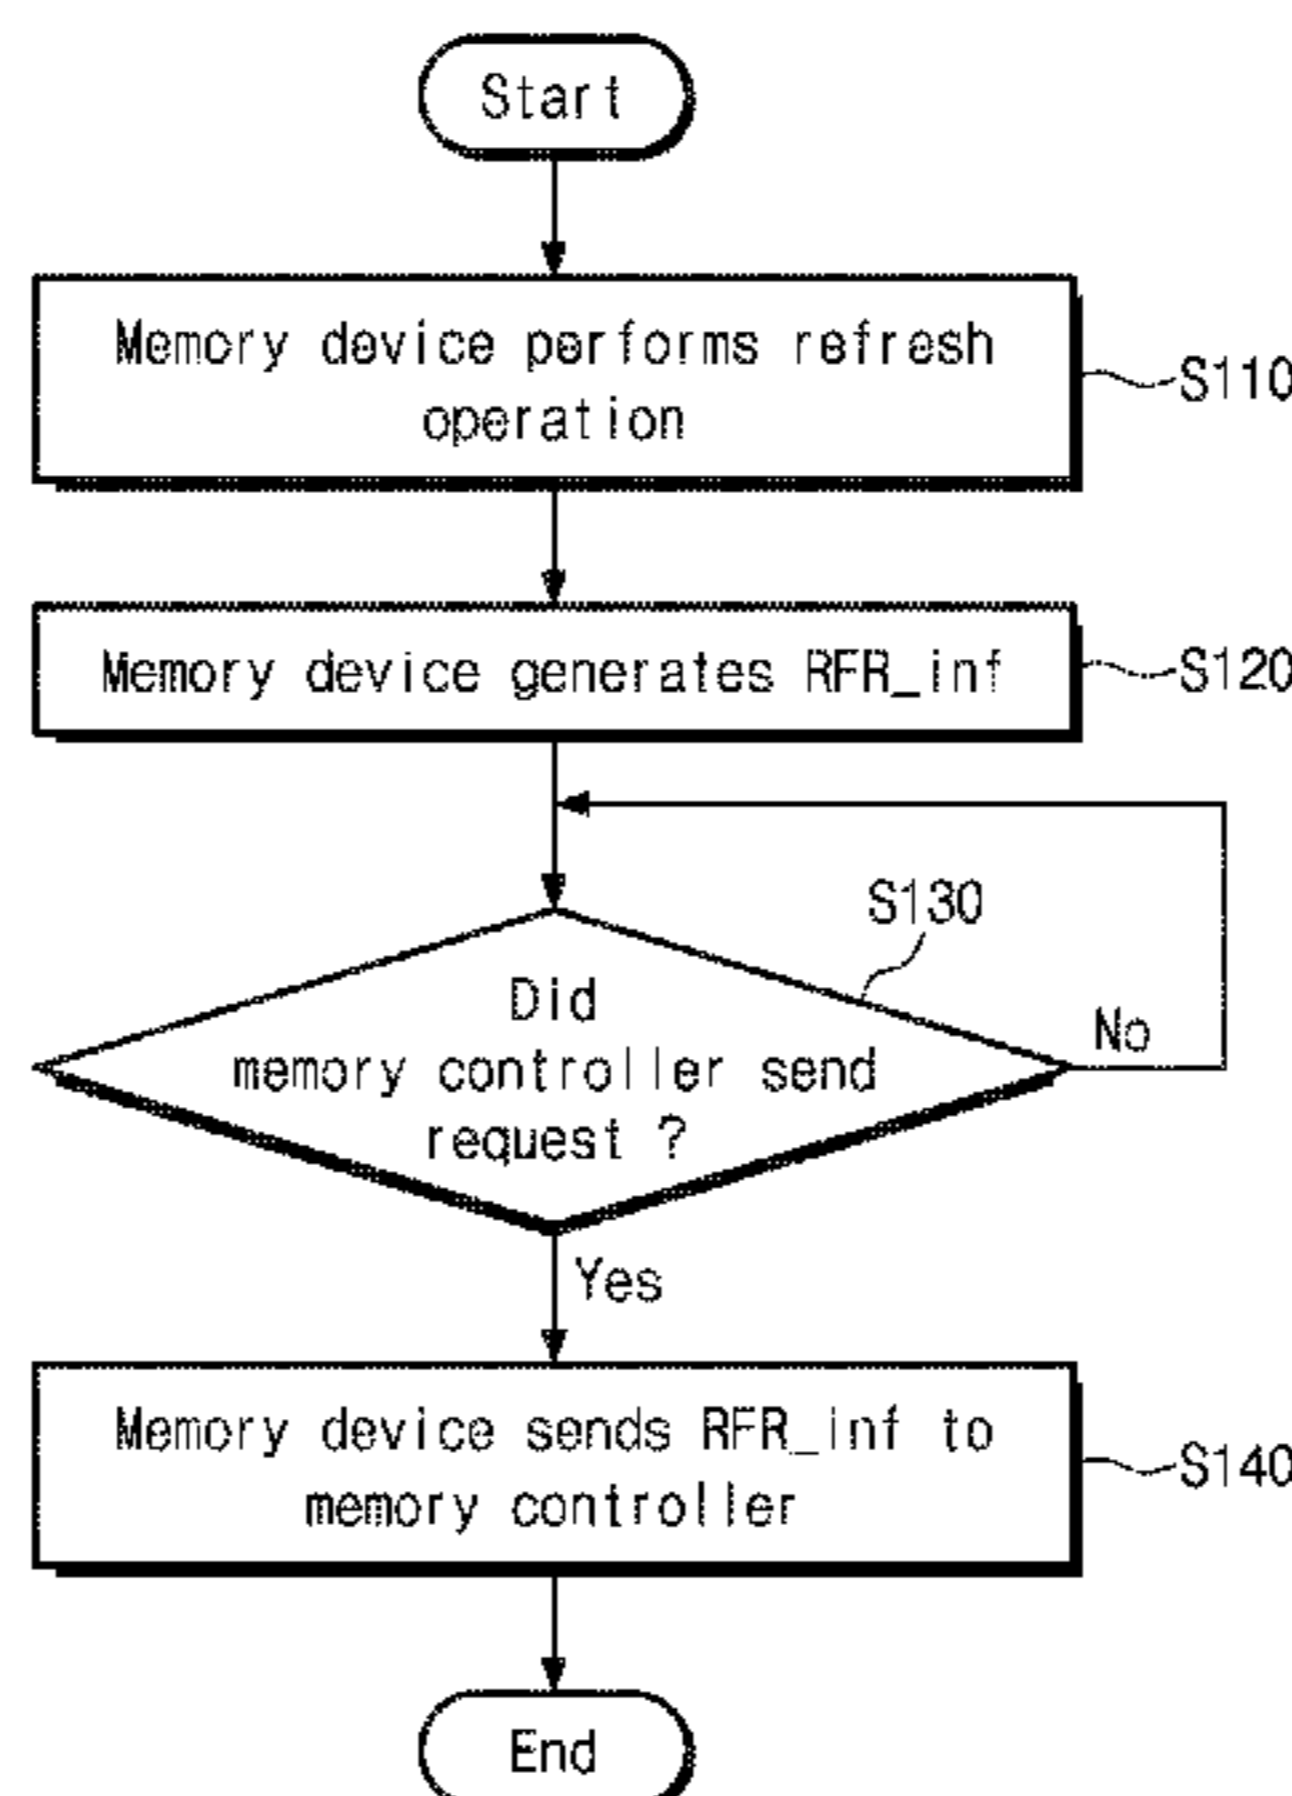 Start
Memory device performs refresh
operation
S110
Memory device generates RFR_inf
S120
S130
Did
memory controller send
request ?
No
Yes
Memory device sends RFR_inf to
memory controller
S140
End